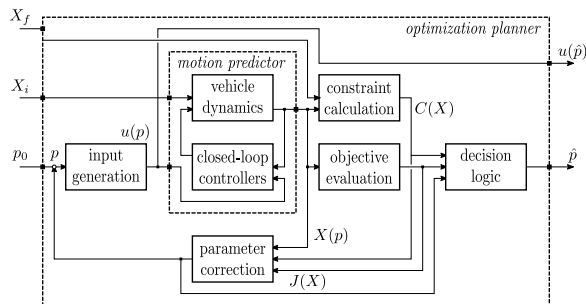 X_f
optimization planner
u(p̂)
motion predictor
X_i
vehicle
dynamics
constraint
calculation
C(X)
u(p)
p_0
p
input
generation
closed-loop
controllers
objective
evaluation
decision
logic
p̂
X(p)
parameter
correction
J(X)